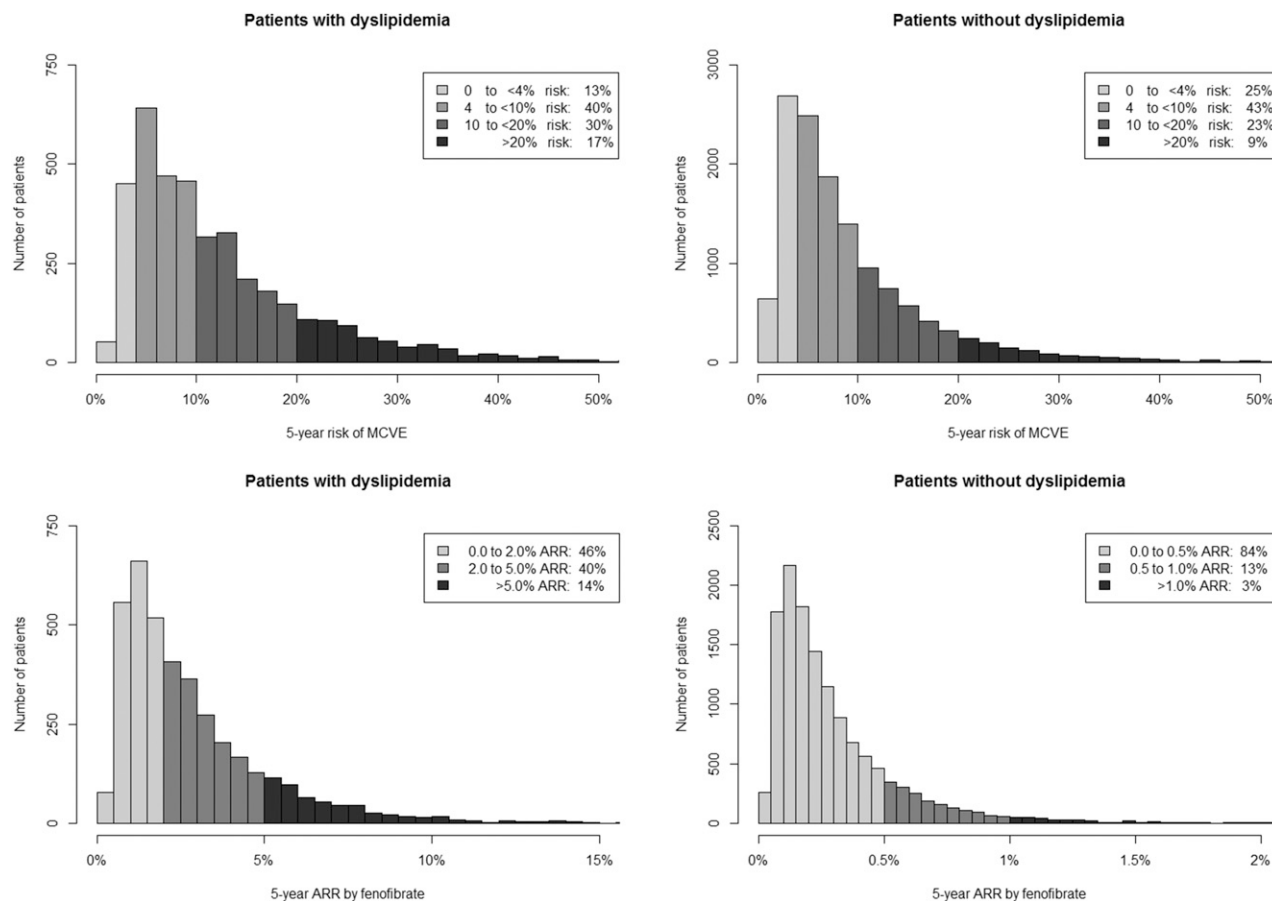 Patients with dyslipidemia
Number of patients
750
500
250
0
0 to <4% risk: 13%
4 to <10% risk: 40%
10 to <20% risk: 30%
>20% risk: 17%
0% 10% 20% 30% 40% 50%
5-year risk of MCVE
Patients without dyslipidemia
Number of patients
3000
2000
1000
0
0 to <4% risk: 25%
4 to <10% risk: 43%
10 to <20% risk: 23%
>20% risk: 9%
0% 10% 20% 30% 40% 50%
5-year risk of MCVE
Patients with dyslipidemia
Number of patients
750
500
250
0
0.0 to 2.0% ARR: 46%
2.0 to 5.0% ARR: 40%
>5.0% ARR: 14%
0% 5% 10% 15%
5-year ARR by fenofibrate
Patients without dyslipidemia
Number of patients
2500
2000
1500
1000
500
0
0.0 to 0.5% ARR: 84%
0.5 to 1.0% ARR: 13%
>1.0% ARR: 3%
0% 0.5% 1% 1.5% 2%
5-year ARR by fenofibrate